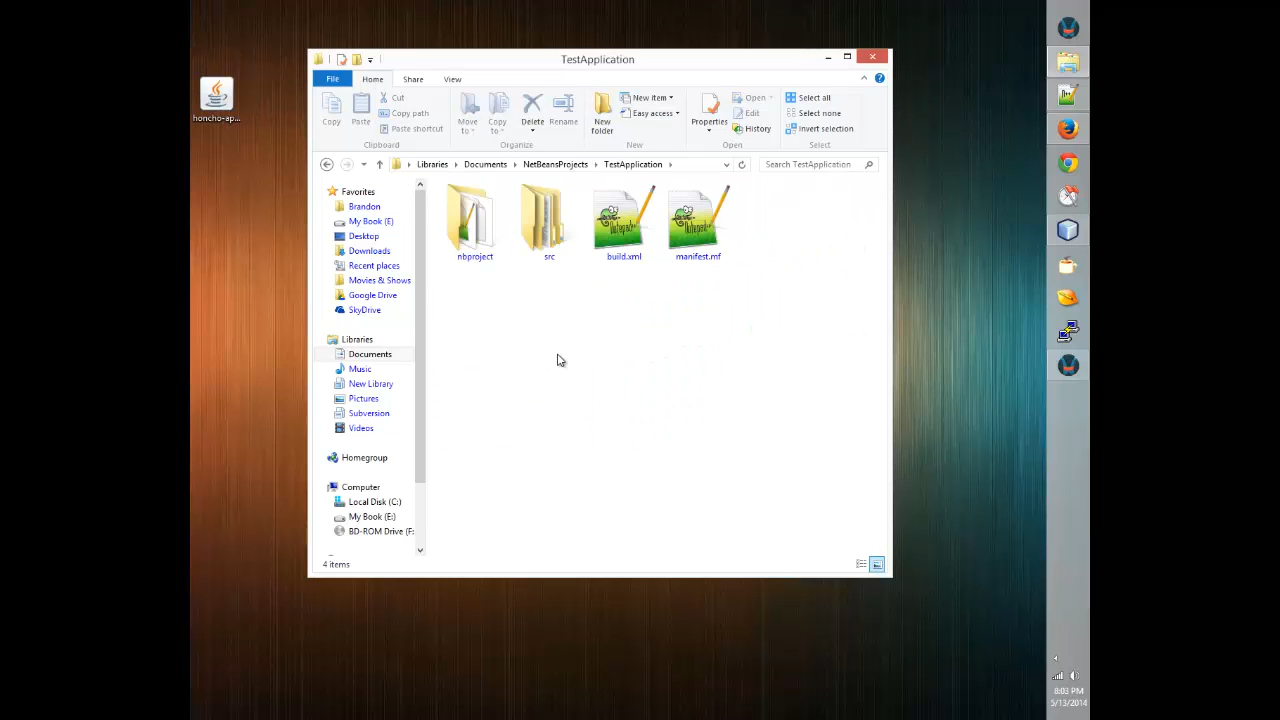 TestApplication
File Home Share View
Copy
Paste
Cut
Copy path
Paste shortcut
Clipboard
Move to
Copy to
Delete
Rename
Organize
New folder
New item
Easy access
New
Properties
Open
Edit
History
Open
Select all
Select none
Invert selection
Select
Libraries Documents NetBeansProjects TestApplication
Search TestApplication
Favorites
Brandon
My Book (E)
Desktop
Downloads
Recent places
Movies & Shows
Google Drive
SkyDrive
Libraries
Documents
Music
New Library
Pictures
Subversion
Videos
Homegroup
Computer
Local Disk (C:)
My Book (E:)
BD-ROM Drive (F:
nbproject
src
build.xml
manifest.mf
4 items
honcho-ap...
8:03 PM
5/13/2014